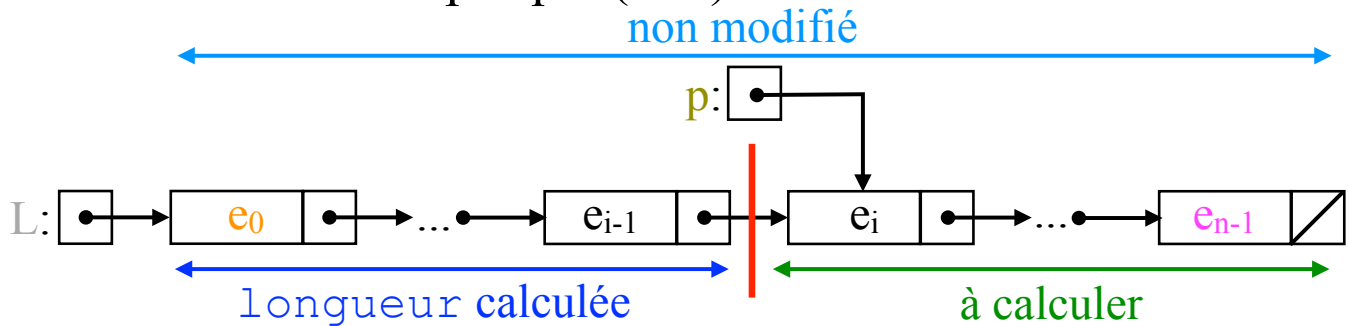 non modifié
p:
L: e0 ... ei-1 ei ... en-1
longueur calculée à calculer